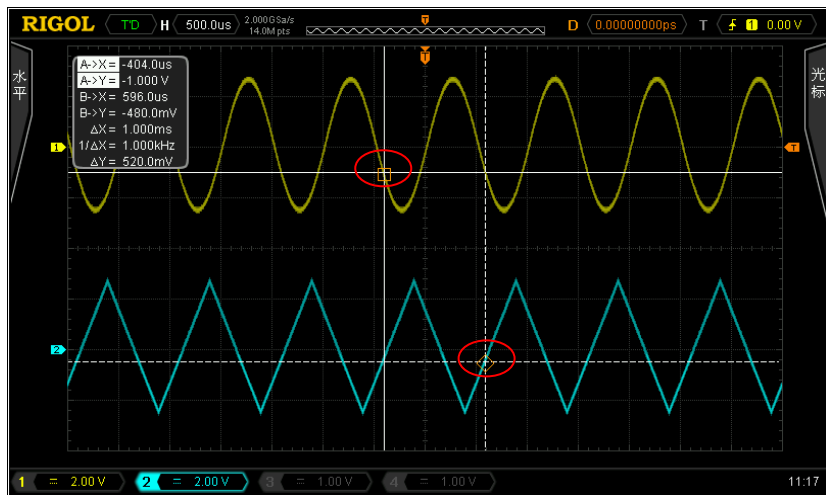 RIGOL T'D H 500.0us 2.000GSa/s 14.0M pts D 0.00000000ps T 1 0.00 V
水平
光标
A->X = -404.0us
A->Y = -1.000 V
B->X = 596.0us
B->Y = -480.0mV
ΔX = 1.000ms
1/ΔX = 1.000kHz
ΔY = 520.0mV
T
T
1
T
2
1 = 2.00 V 2 = 2.00 V 3 = 1.00 V 4 = 1.00 V 11:17